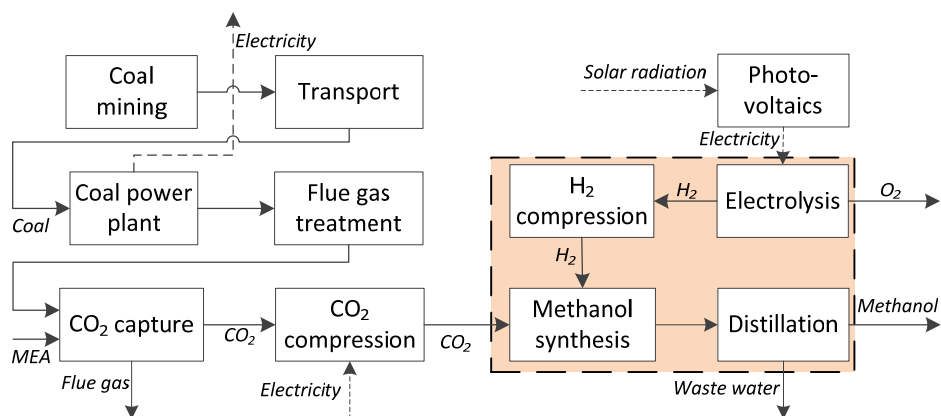 Electricity
Coal
mining
Transport
Solar radiation
Photo-
voltaics
Electricity
Coal
Coal power
plant
Flue gas
treatment
H₂
compression
H₂
Electrolysis
O₂
H₂
MEA
CO₂ capture
CO₂
CO₂
compression
CO₂
Methanol
synthesis
Distillation
Methanol
Flue gas
Electricity
Waste water